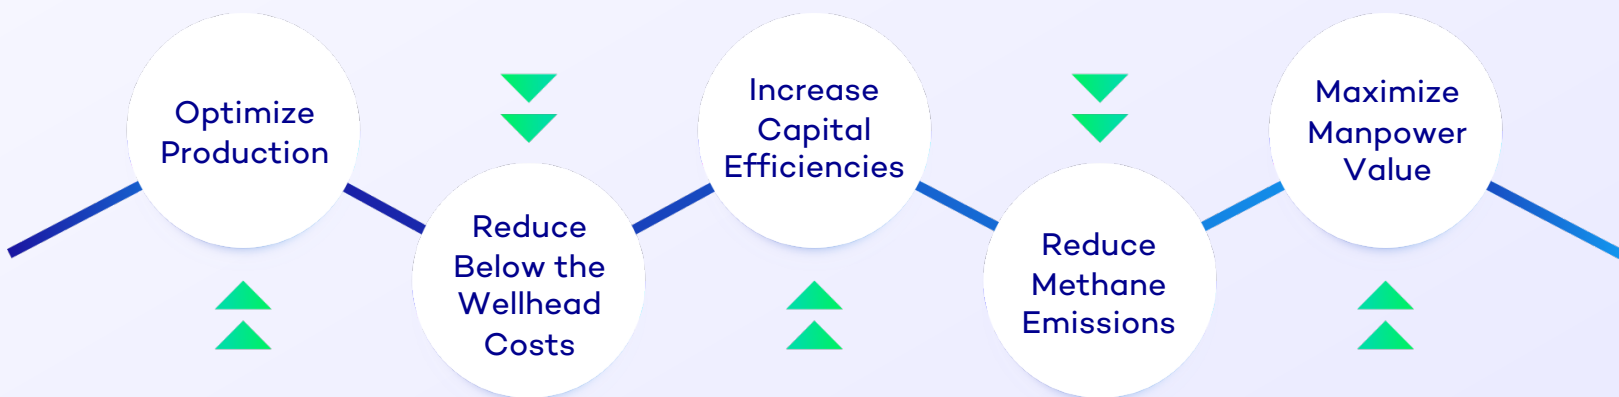 Optimize
Production
Reduce
Below the
Wellhead
Costs
Increase
Capital
Efficiencies
Reduce
Methane
Emissions
Maximize
Manpower
Value